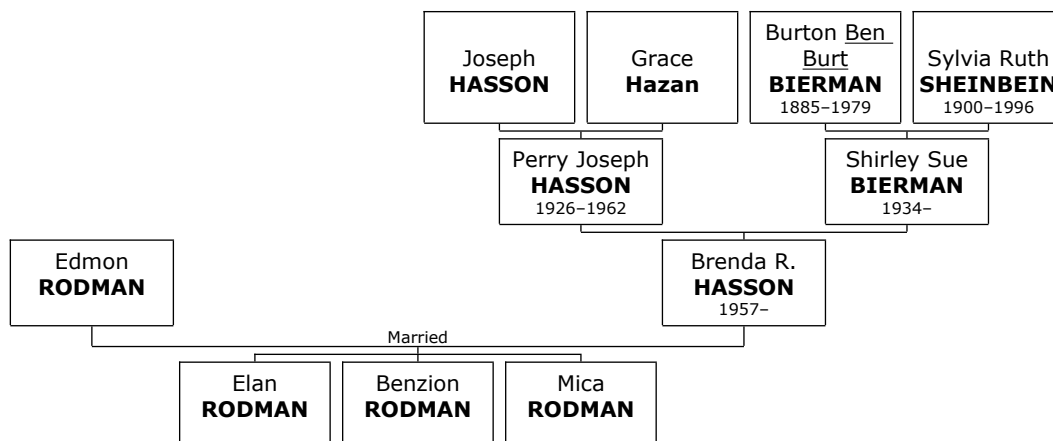 Joseph
HASSON
Grace
Hazan
Burton Ben
Burt
BIERMAN
1885–1979
Sylvia Ruth
SHEINBEIN
1900–1996
Perry Joseph
HASSON
1926–1962
Shirley Sue
BIERMAN
1934–
Edmon
RODMAN
Brenda R.
HASSON
1957–
Married
Elan
RODMAN
Benzion
RODMAN
Mica
RODMAN